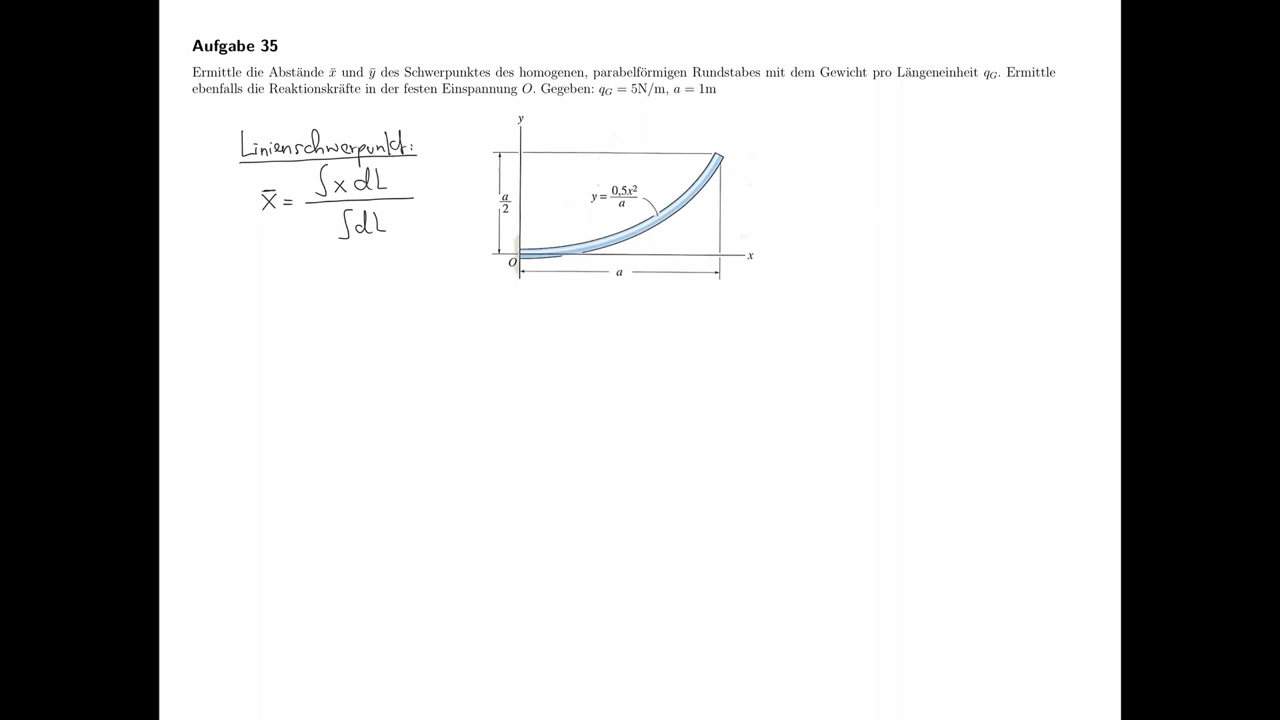 Aufgabe 35
Ermittle die Abstände x̄ und ȳ des Schwerpunktes des homogenen, parabelförmigen Rundstabes mit dem Gewicht pro Längeneinheit q_G. Ermittle
ebenfalls die Reaktionskräfte in der festen Einspannung O. Gegeben: q_G = 5N/m, a = 1m
Linienschwerpunkt:
x̄ = ∫x dL / ∫dL
y
a/2
y = 0,5x²/a
O
x
a